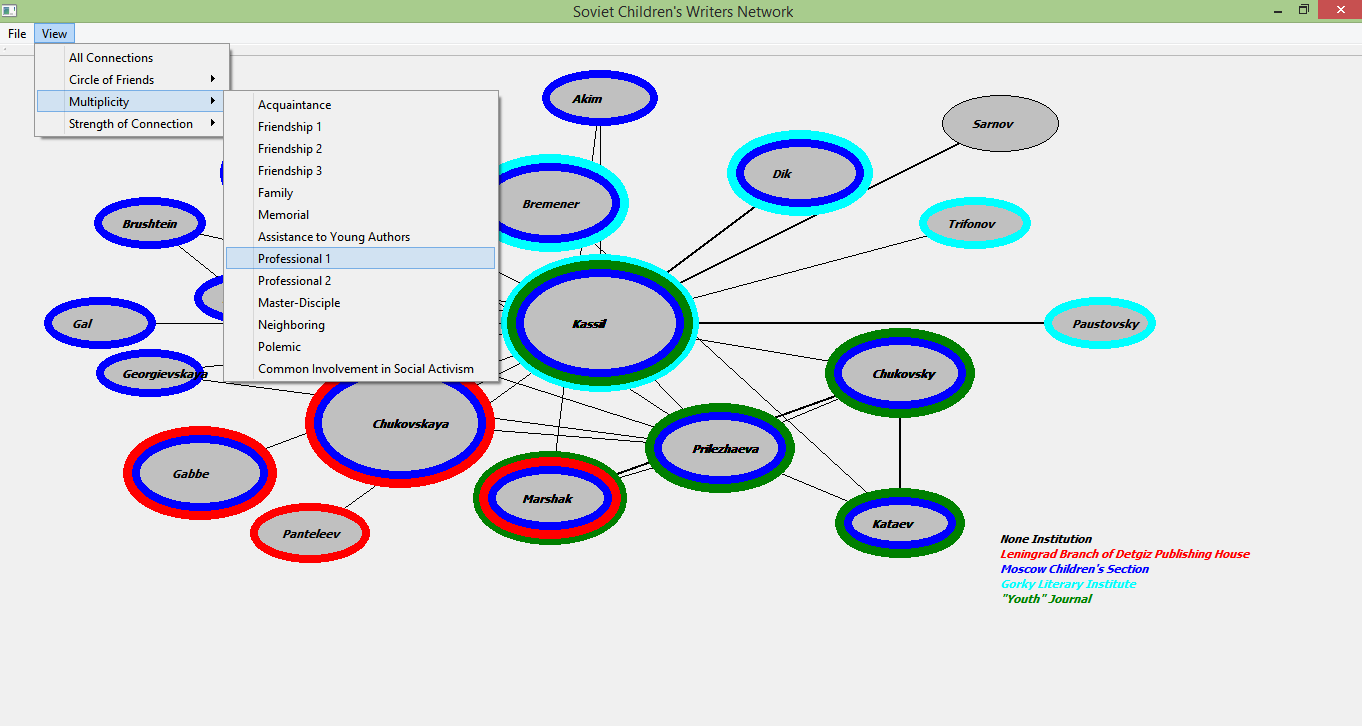 Soviet Children's Writers Network
File View
All Connections
Circle of Friends
Multiplicity
Strength of Connection
Acquaintance
Friendship 1
Friendship 2
Friendship 3
Family
Memorial
Assistance to Young Authors
Professional 1
Professional 2
Master-Disciple
Neighboring
Polemic
Common Involvement in Social Activism
Akim
Sarnov
Dik
Bremener
Brushtein
Trifonov
Gal
Kassil
Paustovsky
Georgievskaya
Chukovsky
Chukovskaya
Prilezhaeva
Gabbe
Marshak
Kataev
Panteleev
None Institution
Leningrad Branch of Detgiz Publishing House
Moscow Children's Section
Gorky Literary Institute
"Youth" Journal